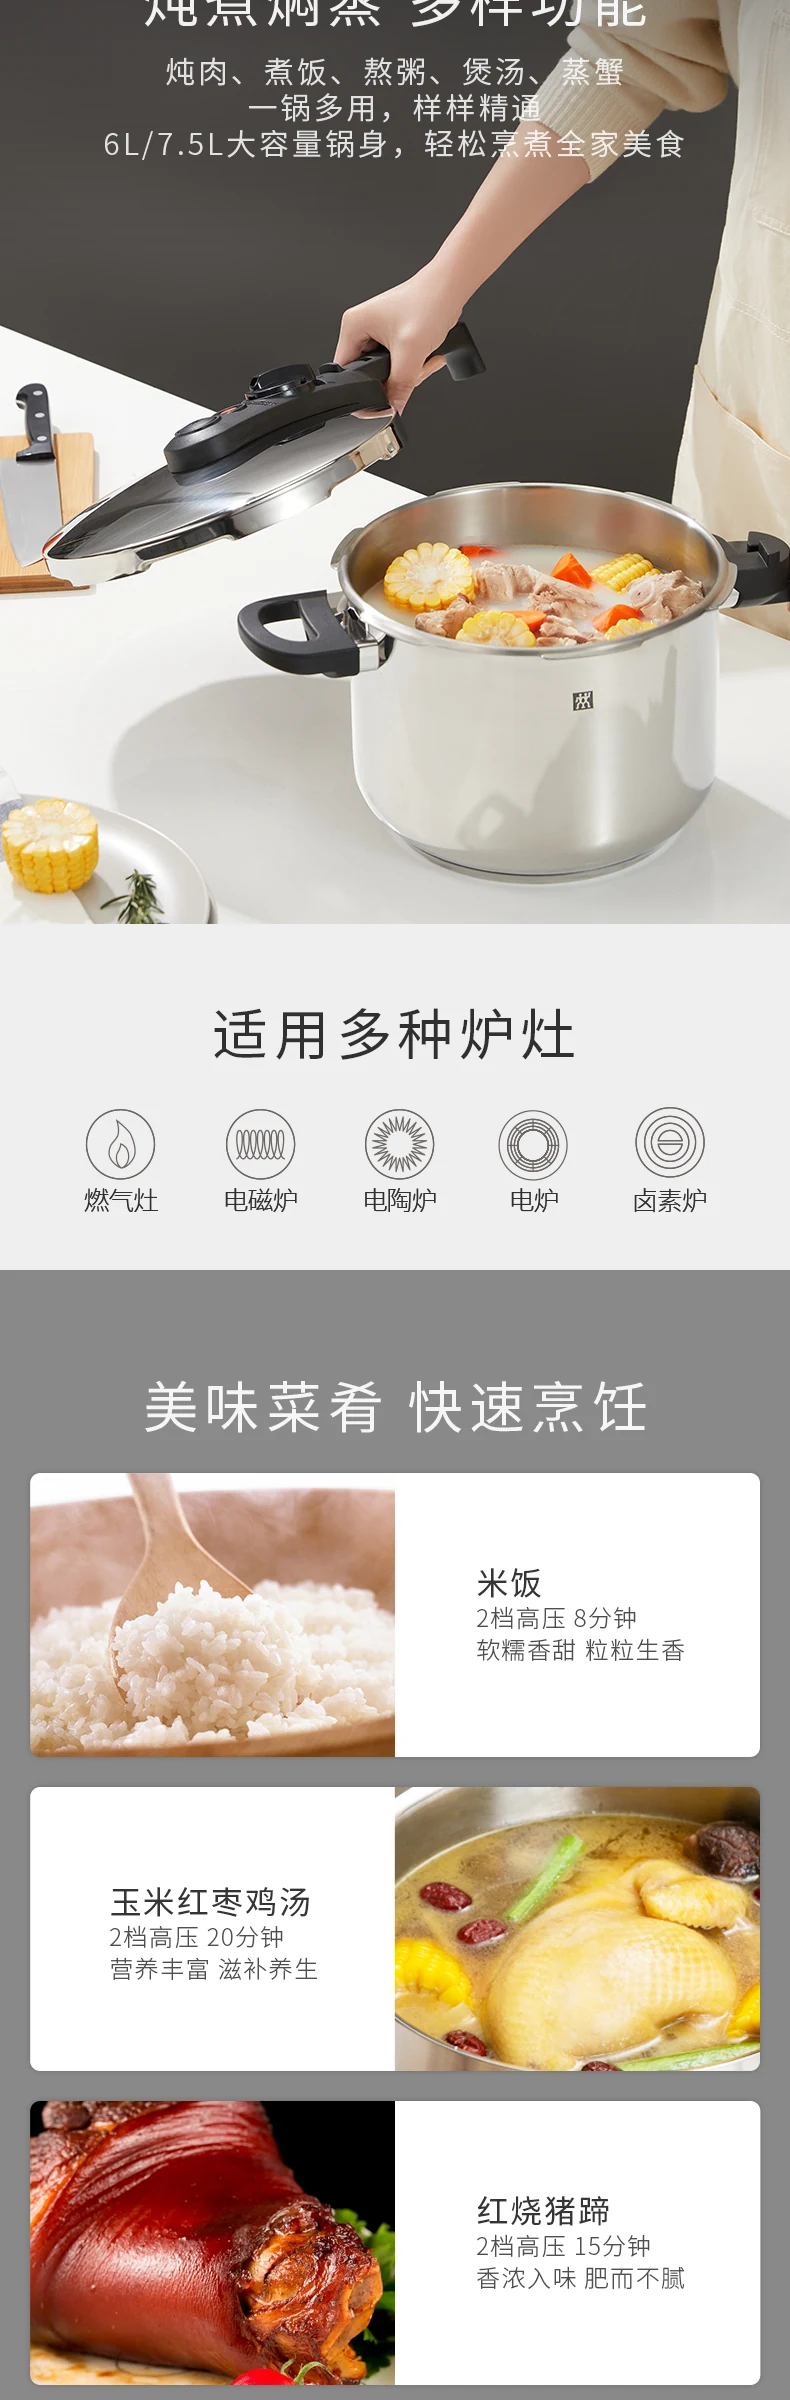 炖煮焖蒸 多样功能
炖肉、煮饭、熬粥、煲汤、蒸蟹
一锅多用，样样精通
6L/7.5L大容量锅身，轻松烹煮全家美食
适用多种炉灶
燃气灶 电磁炉 电陶炉 电炉 卤素炉
美味菜肴 快速烹饪
米饭
2档高压 8分钟
软糯香甜 粒粒生香
玉米红枣鸡汤
2档高压 20分钟
营养丰富 滋补养生
红烧猪蹄
2档高压 15分钟
香浓入味 肥而不腻